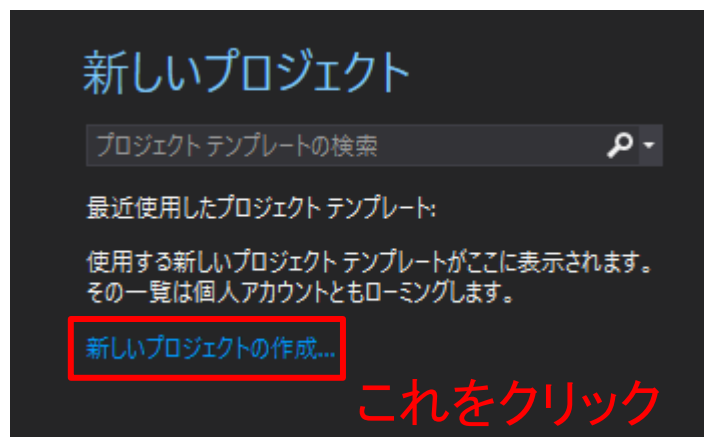 新しいプロジェクト
プロジェクト テンプレートの検索
最近使用したプロジェクト テンプレート:
使用する新しいプロジェクト テンプレートがここに表示されます。
その一覧は個人アカウントともローミングします。
新しいプロジェクトの作成...
これをクリック